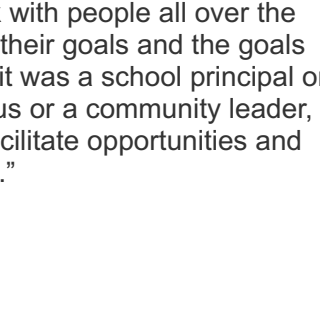 with people all over the
their goals and the goals
it was a school principal o
us or a community leader,
cilitate opportunities and
.”